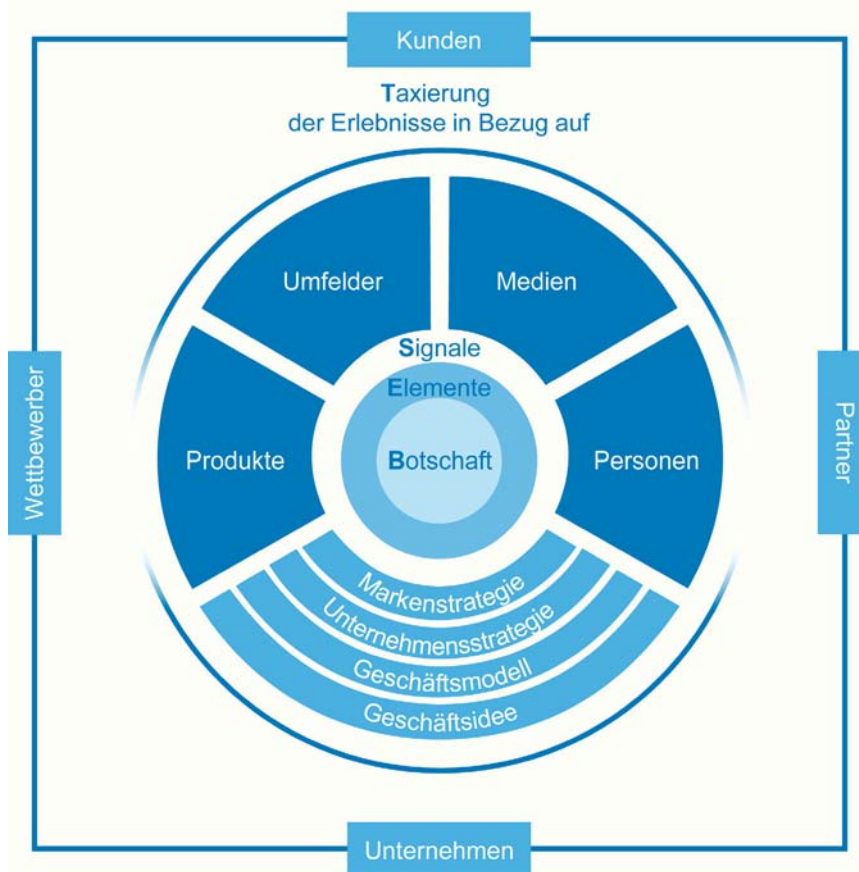 Kunden
Taxierung
der Erlebnisse in Bezug auf
Umfelder
Medien
Signale
Elemente
Botschaft
Produkte
Personen
Wettbewerber
Partner
Markenstrategie
Unternehmensstrategie
Geschäftsmodell
Geschäftsidee
Unternehmen